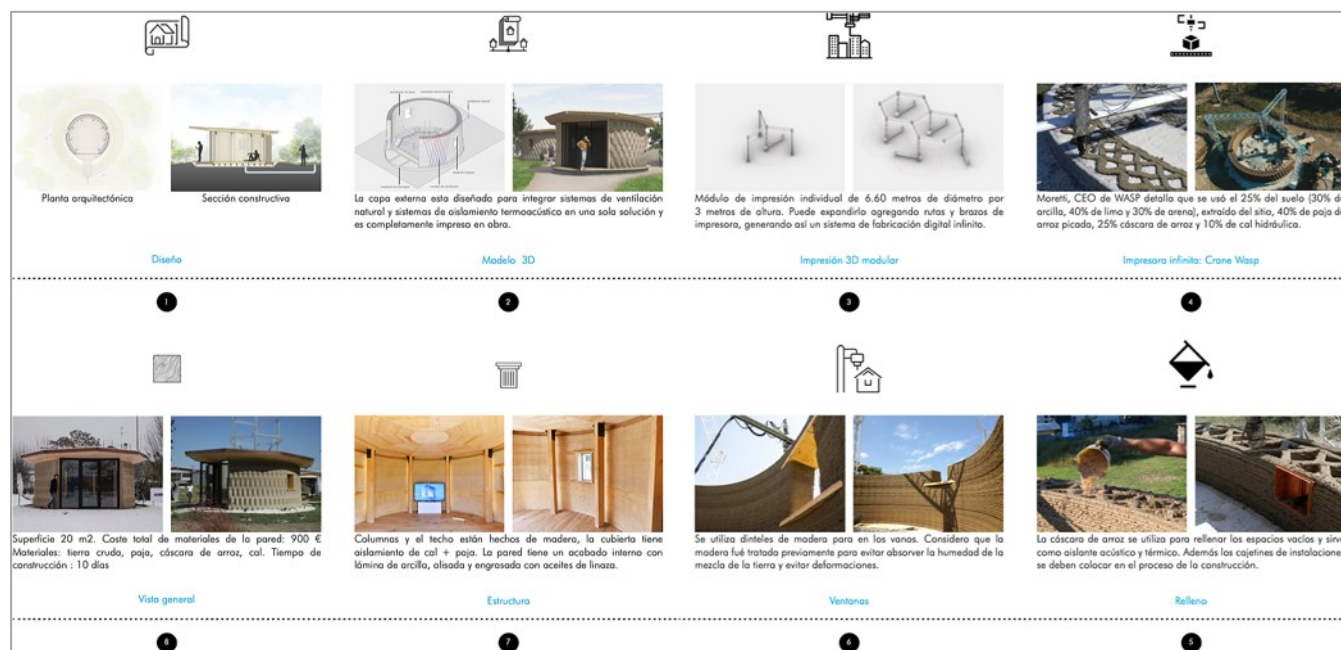 Planta arquitectónica
Sección constructiva
Diseña
1
La capa externa esta diseñada para integrar sistemas de ventilación
natural y sistemas de aislamiento termoacústico en una sola solución y
es completamente impreso en obra.
Modelo 3D
2
Módulo de impresión individual de 6.60 metros de diámetro por
3 metros de altura. Puede expandirlo agregando rutas y brazos de
impresora, generando así un sistema de fabricación digital infinito.
Impresión 3D modular
3
Moretti, CEO de WASP detalla que se usó el 25% del suelo (30% de
arcilla, 40% de limo y 30% de arena), extraído del sitio, 40% de paja de
arroz picada, 25% cáscara de arroz y 10% de cal hidráulica.
Impresora infinita: Crane Wasp
4
Superficie 20 m2. Coste total de materiales de la pared: 900 €
Materiales: tierra cruda, paja, cáscara de arroz, cal. Tiempo de
construcción : 10 días
Vista general
8
Columnas y el techo están hechos de madera, la cubierta tiene
aislamiento de cal + paja. La pared tiene un acabado interno con
lámina de arcilla, alisada y engrasada con aceites de linaza.
Estructura
7
Se utiliza dinteles de madera para en los vanos. Considero que la
madera fué tratada previamente para evitar absorver la humedad de la
mezcla de la tierra y evitar deformaciones.
Ventanas
6
La cáscara de arroz se utiliza para rellenar los espacios vacíos y sirv
como aislante acústico y térmico. Además los cajetines de instalacione
se deben colocar en el proceso de la construcción.
Relleno
5